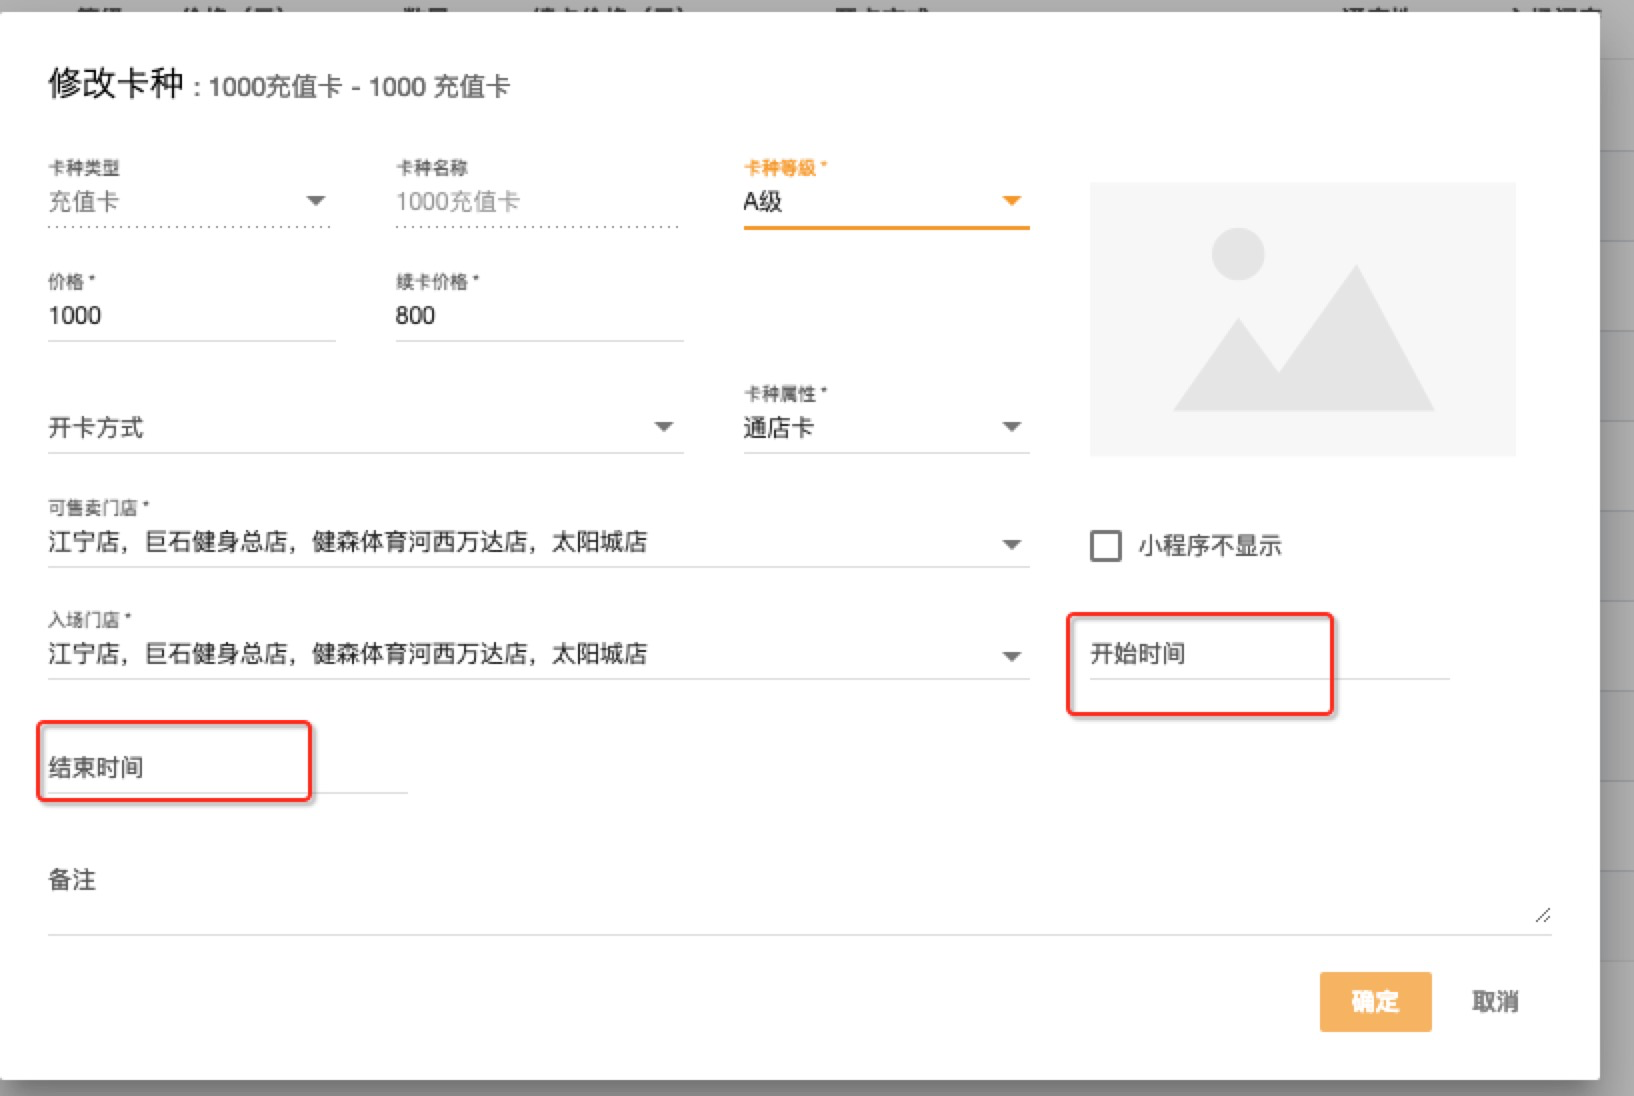 修改卡种 : 1000充值卡 - 1000 充值卡
卡种类型
充值卡
卡种名称
1000充值卡
卡种等级 *
A级
价格 *
1000
续卡价格 *
800
开卡方式
卡种属性 *
通店卡
可售卖门店 *
江宁店，巨石健身总店，健森体育河西万达店，太阳城店
小程序不显示
入场门店 *
江宁店，巨石健身总店，健森体育河西万达店，太阳城店
开始时间
结束时间
备注
确定
取消